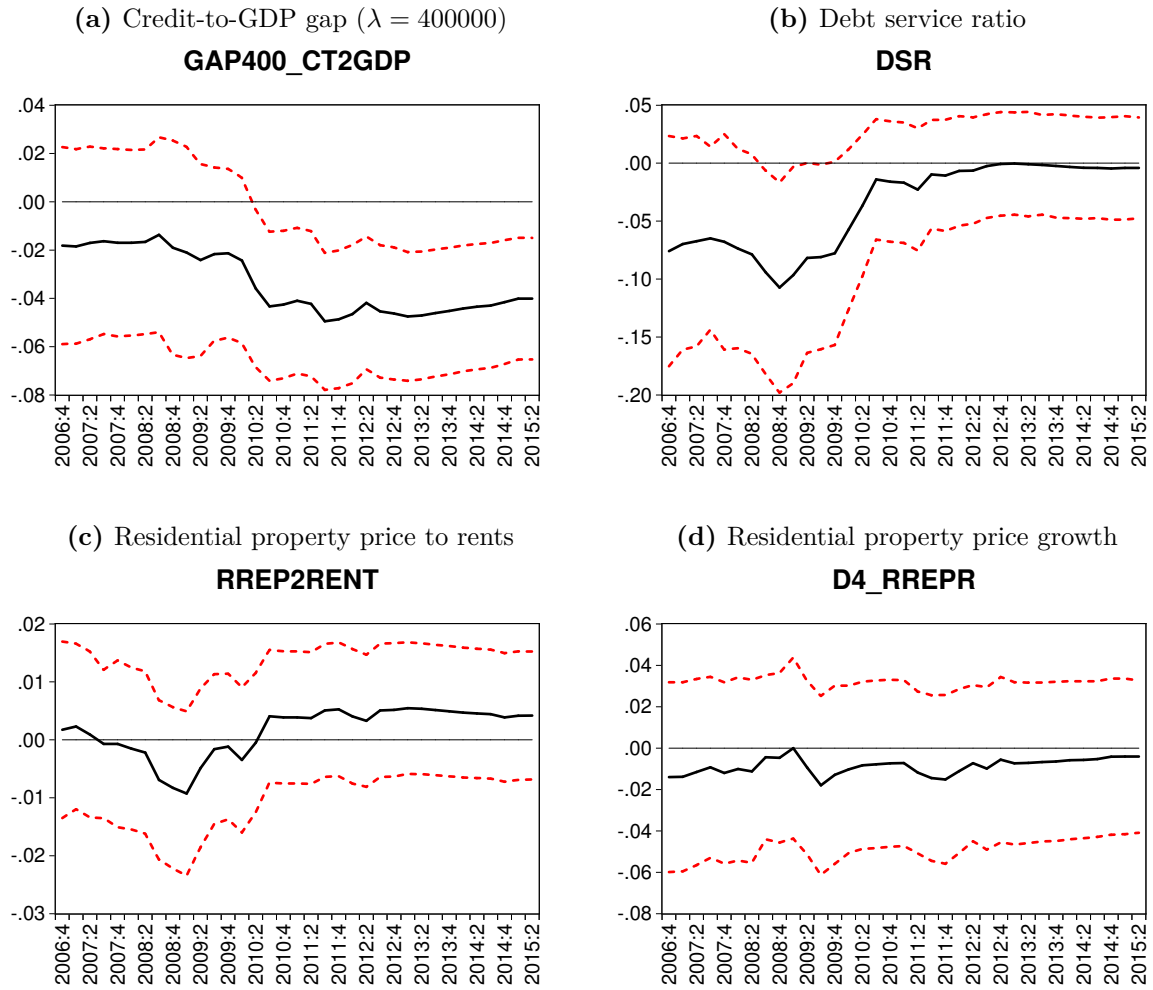 (a) Credit-to-GDP gap (λ = 400000)
GAP400_CT2GDP
.04
.02
.00
-.02
-.04
-.06
-.08
2006:4 2007:2 2007:4 2008:2 2008:4 2009:2 2009:4 2010:2 2010:4 2011:2 2011:4 2012:2 2012:4 2013:2 2013:4 2014:2 2014:4 2015:2
(b) Debt service ratio
DSR
.05
.00
-.05
-.10
-.15
-.20
2006:4 2007:2 2007:4 2008:2 2008:4 2009:2 2009:4 2010:2 2010:4 2011:2 2011:4 2012:2 2012:4 2013:2 2013:4 2014:2 2014:4 2015:2
(c) Residential property price to rents
RREP2RENT
.02
.01
.00
-.01
-.02
-.03
2006:4 2007:2 2007:4 2008:2 2008:4 2009:2 2009:4 2010:2 2010:4 2011:2 2011:4 2012:2 2012:4 2013:2 2013:4 2014:2 2014:4 2015:2
(d) Residential property price growth
D4_RREPR
.06
.04
.02
.00
-.02
-.04
-.06
-.08
2006:4 2007:2 2007:4 2008:2 2008:4 2009:2 2009:4 2010:2 2010:4 2011:2 2011:4 2012:2 2012:4 2013:2 2013:4 2014:2 2014:4 2015:2